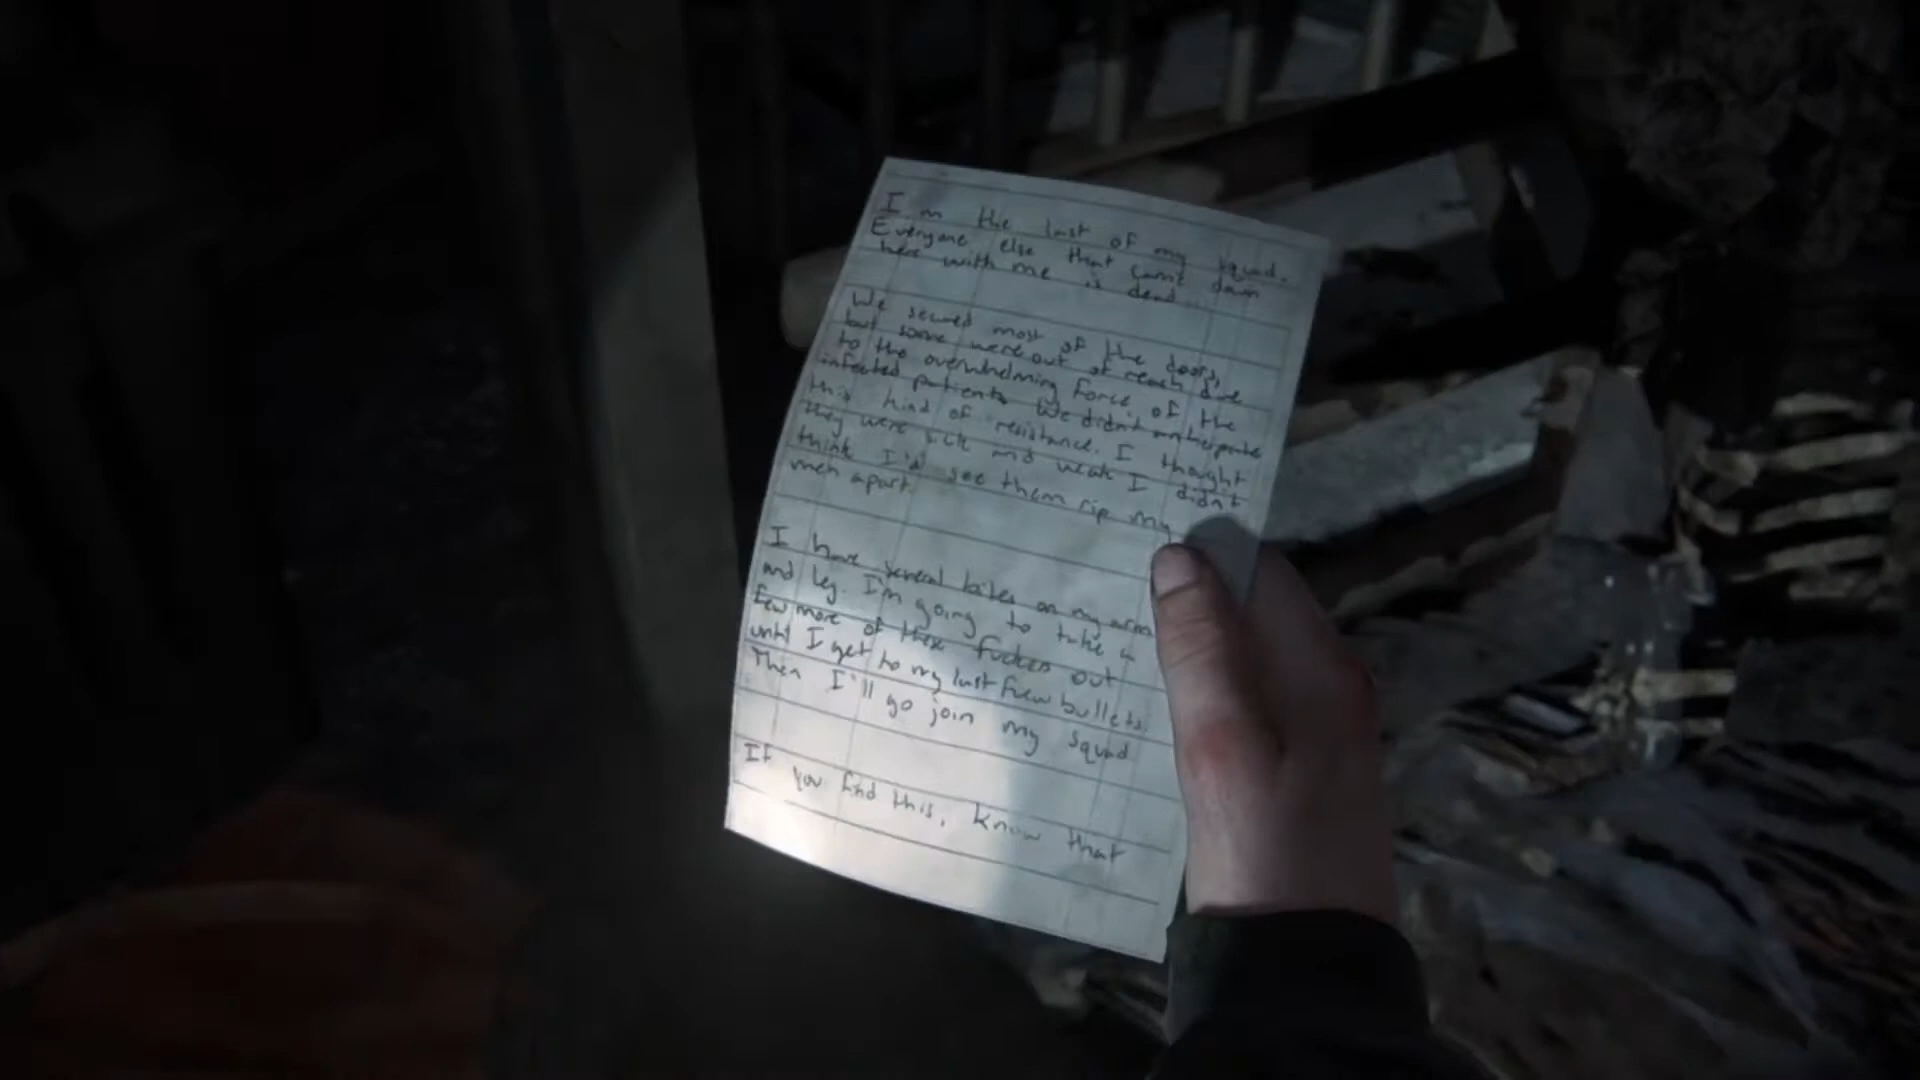 I'm the last of my squad.
Everyone else that came down
here with me is dead.
We secured most of the doors,
but some were out of reach due
to the overwhelming force of the
infected patients. We didn't anticipate
this kind of resistance. I thought
they were sick and weak I didn't
think I'd see them rip my
men apart.
I have several bites on my arm
and leg. I'm going to take a
few more of these fuckers out
until I get to my last few bullets.
Then I'll go join my squad
If you find this, know that